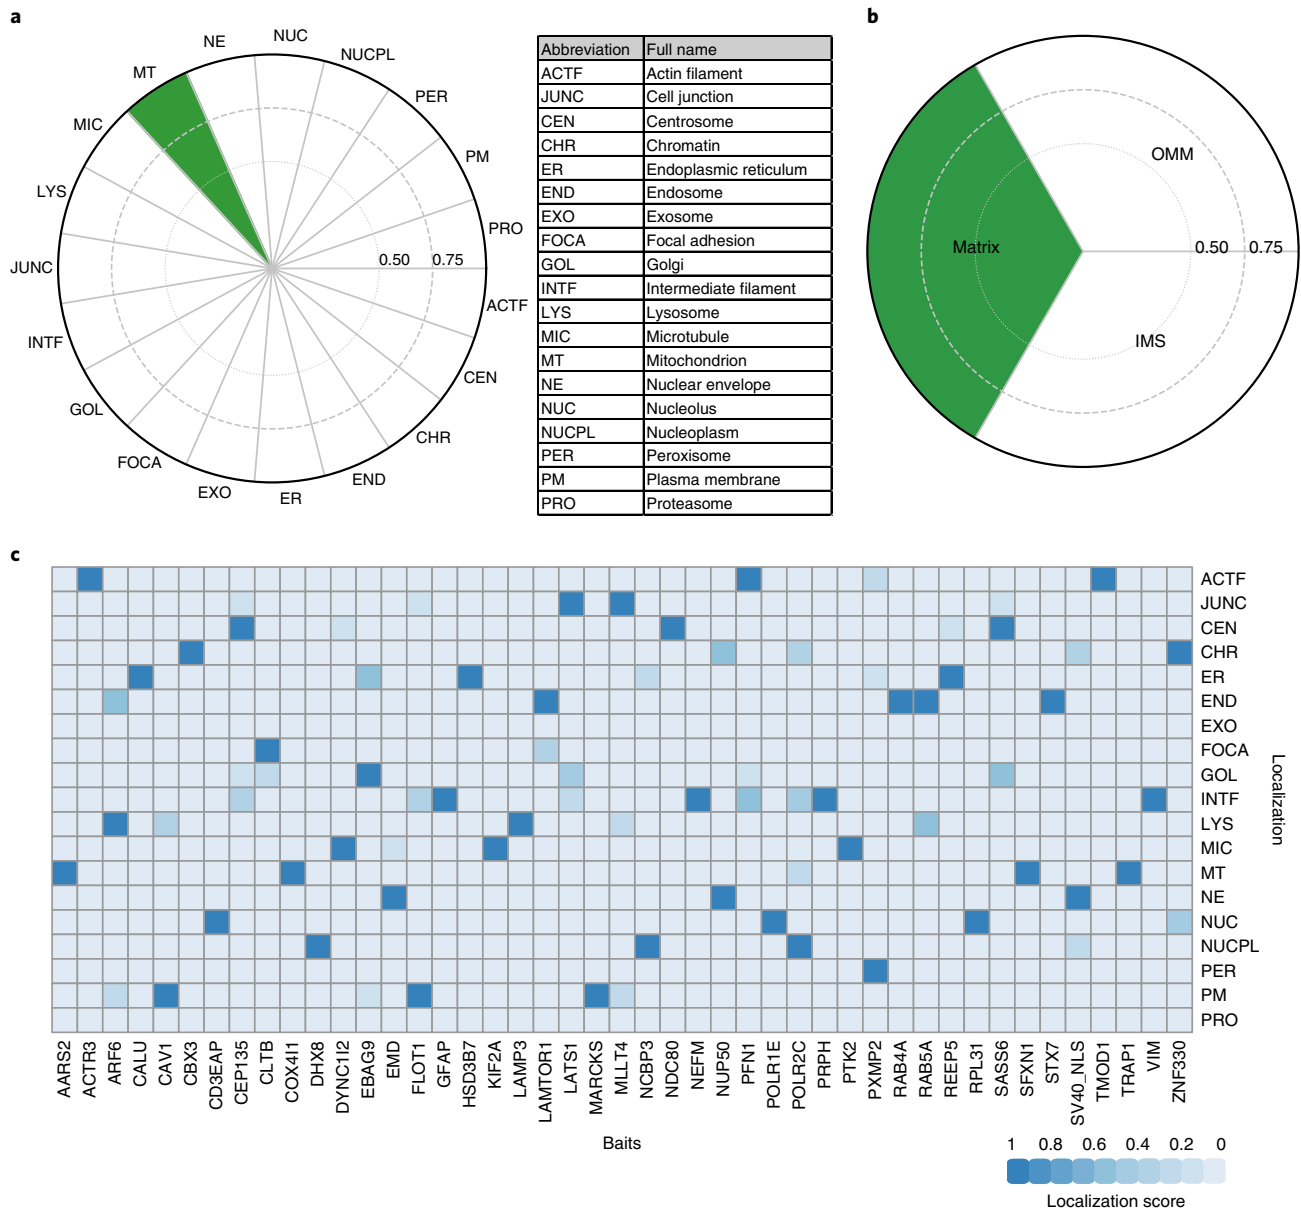 a
NE
NUC
NUCPL
MT
PER
MIC
PM
LYS
PRO
0.50
0.75
JUNC
ACTF
INTF
CEN
GOL
CHR
FOCA
END
EXO
ER
Abbreviation Full name
ACTF Actin filament
JUNC Cell junction
CEN Centrosome
CHR Chromatin
ER Endoplasmic reticulum
END Endosome
EXO Exosome
FOCA Focal adhesion
GOL Golgi
INTF Intermediate filament
LYS Lysosome
MIC Microtubule
MT Mitochondrion
NE Nuclear envelope
NUC Nucleolus
NUCPL Nucleoplasm
PER Peroxisome
PM Plasma membrane
PRO Proteasome
b
OMM
Matrix
0.50
0.75
IMS
c
ACTF
JUNC
CEN
CHR
ER
END
EXO
FOCA
GOL
INTF
LYS
MIC
MT
NE
NUC
NUCPL
PER
PM
PRO
Localization
AARS2
ACTR3
ARF6
CALU
CAV1
CBX3
CD3EAP
CEP135
CLTB
COX4I1
DHX8
DYNC1I2
EBAG9
EMD
FLOT1
GFAP
HSD3B7
KIF2A
LAMP3
LAMTOR1
LATS1
MARCKS
MLLT4
NCBP3
NDC80
NEFM
NUP50
PFN1
POLR1E
POLR2C
PRPH
PTK2
PXMP2
RAB4A
RAB5A
REEP5
RPL31
SASS6
SFXN1
STX7
SV40_NLS
TMOD1
TRAP1
VIM
ZNF330
Baits
1 0.8 0.6 0.4 0.2 0
Localization score